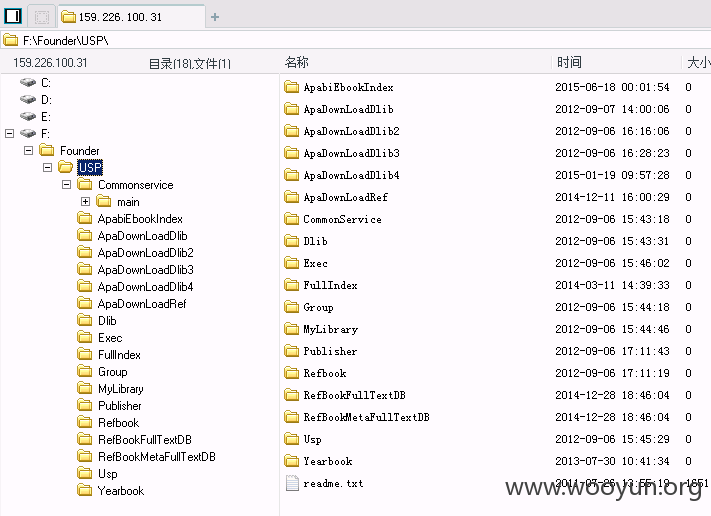 159.226.100.31
F:\Founder\USP\
159.226.100.31 目录(18),文件(1)
名称 时间 大小
C:
D:
E:
F:
Founder
USP
Commonservice
main
ApabiEbookIndex
ApaDownLoadDlib
ApaDownLoadDlib2
ApaDownLoadDlib3
ApaDownLoadDlib4
ApaDownLoadRef
Dlib
Exec
FullIndex
Group
MyLibrary
Publisher
Refbook
RefBookFullTextDB
RefBookMetaFullTextDB
Usp
Yearbook
ApabiEbookIndex 2015-06-18 00:01:54 0
ApaDownLoadDlib 2012-09-07 14:00:06 0
ApaDownLoadDlib2 2012-09-06 16:16:06 0
ApaDownLoadDlib3 2012-09-06 16:28:23 0
ApaDownLoadDlib4 2015-01-19 09:57:28 0
ApaDownLoadRef 2014-12-11 16:00:29 0
CommonService 2012-09-06 15:43:18 0
Dlib 2012-09-06 15:43:31 0
Exec 2012-09-06 15:46:02 0
FullIndex 2014-03-11 14:39:33 0
Group 2012-09-06 15:44:18 0
MyLibrary 2012-09-06 15:44:46 0
Publisher 2012-09-06 17:11:43 0
Refbook 2012-09-06 17:11:19 0
RefBookFullTextDB 2014-12-28 18:46:04 0
RefBookMetaFullTextDB 2014-12-28 18:46:04 0
Usp 2012-09-06 15:45:29 0
Yearbook 2013-07-30 10:41:34 0
readme.txt 2011-07-26 13:55:19
www.wooyun.org